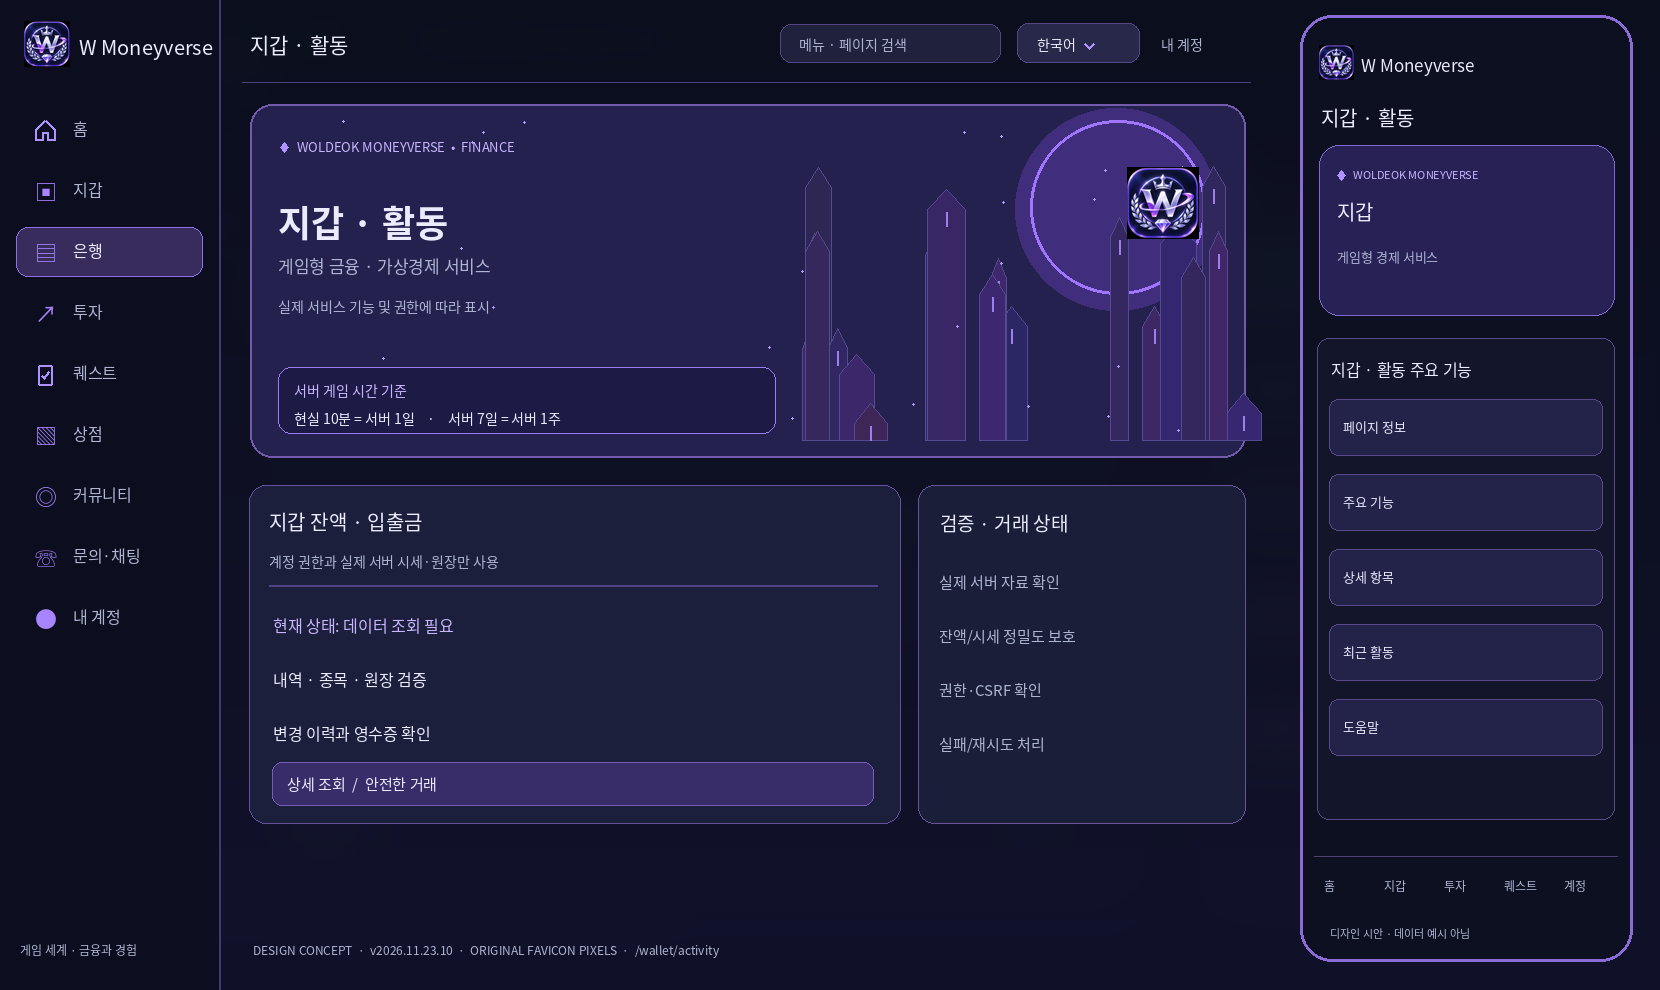 W Moneyverse
홈
지갑
은행
투자
퀘스트
상점
커뮤니티
문의·채팅
내 계정
게임 세계 · 금융과 경험
지갑 · 활동
메뉴 · 페이지 검색
한국어
내 계정
WOLDEOK MONEYVERSE • FINANCE
지갑 · 활동
게임형 금융 · 가상경제 서비스
실제 서비스 기능 및 권한에 따라 표시
서버 게임 시간 기준
현실 10분 = 서버 1일 · 서버 7일 = 서버 1주
W
지갑 잔액 · 입출금
계정 권한과 실제 서버 시세·원장만 사용
현재 상태: 데이터 조회 필요
내역 · 종목 · 원장 검증
변경 이력과 영수증 확인
상세 조회 / 안전한 거래
검증 · 거래 상태
실제 서버 자료 확인
잔액/시세 정밀도 보호
권한·CSRF 확인
실패/재시도 처리
DESIGN CONCEPT · v2026.11.23.10 · ORIGINAL FAVICON PIXELS · /wallet/activity
W Moneyverse
지갑 · 활동
WOLDEOK MONEYVERSE
지갑
게임형 경제 서비스
지갑 · 활동 주요 기능
페이지 정보
주요 기능
상세 항목
최근 활동
도움말
홈 지갑 투자 퀘스트 계정
디자인 시안 · 데이터 예시 아님